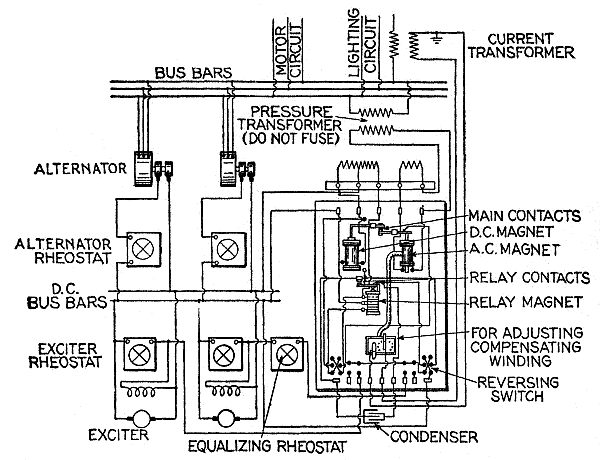 MOTOR
CIRCUIT
LIGHTING
CIRCUIT
CURRENT
TRANSFORMER
BUS BARS
PRESSURE
TRANSFORMER
(DO NOT FUSE)
ALTERNATOR
MAIN CONTACTS
D.C. MAGNET
A.C. MAGNET
ALTERNATOR
RHEOSTAT
RELAY CONTACTS
D.C.
BUS BARS
RELAY MAGNET
FOR ADJUSTING
COMPENSATING
WINDING
EXCITER
RHEOSTAT
REVERSING
SWITCH
EXCITER
EQUALIZING RHEOSTAT
CONDENSER